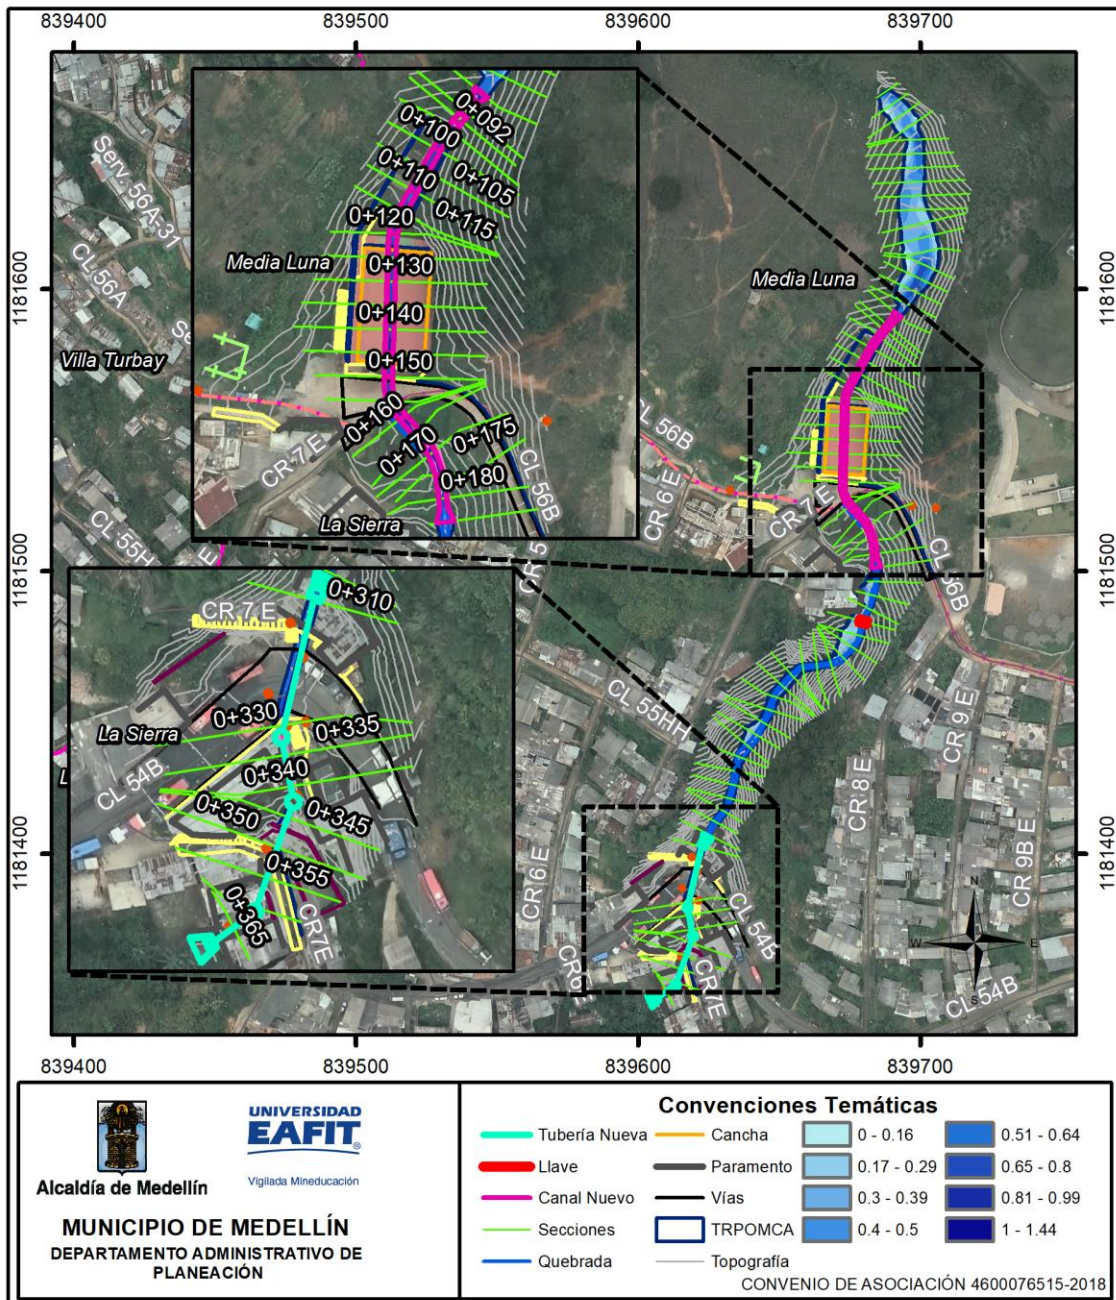 839400 839500 839600 839700
1181600
1181500
1181400
1181600
1181500
1181400
0+092
0+100
0+105
0+110
0+115
0+120
0+130
0+140
0+150
0+160
0+170
0+175
0+180
Media Luna
CR 7 E
CL 56B
La Sierra
Serv. 56A-31
CL 56A
Villa Turbay
CL 55H
Media Luna
CL 56B
CR 6 E
CR 7 E
CL 56B
CR 5
CL 55HH
CR 8 E
CR 9 E
CR 6 E
CR 9B E
CL 54B
CR7E
CL 54B
N
W E
S
0+310
CR 7 E
0+330
0+335
La Sierra
CL 54B
0+340
0+345
0+350
0+355
0+365
CR7E
839400 839500 839600 839700
Alcaldía de Medellín
UNIVERSIDAD
EAFIT®
Vigilada Mineducación
MUNICIPIO DE MEDELLÍN
DEPARTAMENTO ADMINISTRATIVO DE
PLANEACIÓN
Convenciones Temáticas
Tubería Nueva Cancha 0 - 0.16 0.51 - 0.64
Llave Paramento 0.17 - 0.29 0.65 - 0.8
Canal Nuevo Vías 0.3 - 0.39 0.81 - 0.99
Secciones TRPOMCA 0.4 - 0.5 1 - 1.44
Quebrada Topografía
CONVENIO DE ASOCIACIÓN 4600076515-2018